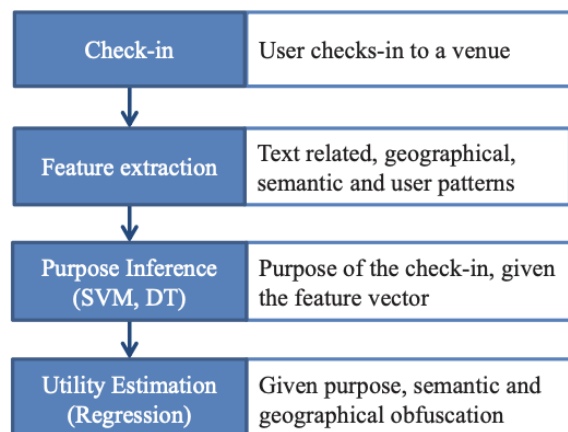 Check-in
User checks-in to a venue
Feature extraction
Text related, geographical,
semantic and user patterns
Purpose Inference
(SVM, DT)
Purpose of the check-in, given
the feature vector
Utility Estimation
(Regression)
Given purpose, semantic and
geographical obfuscation